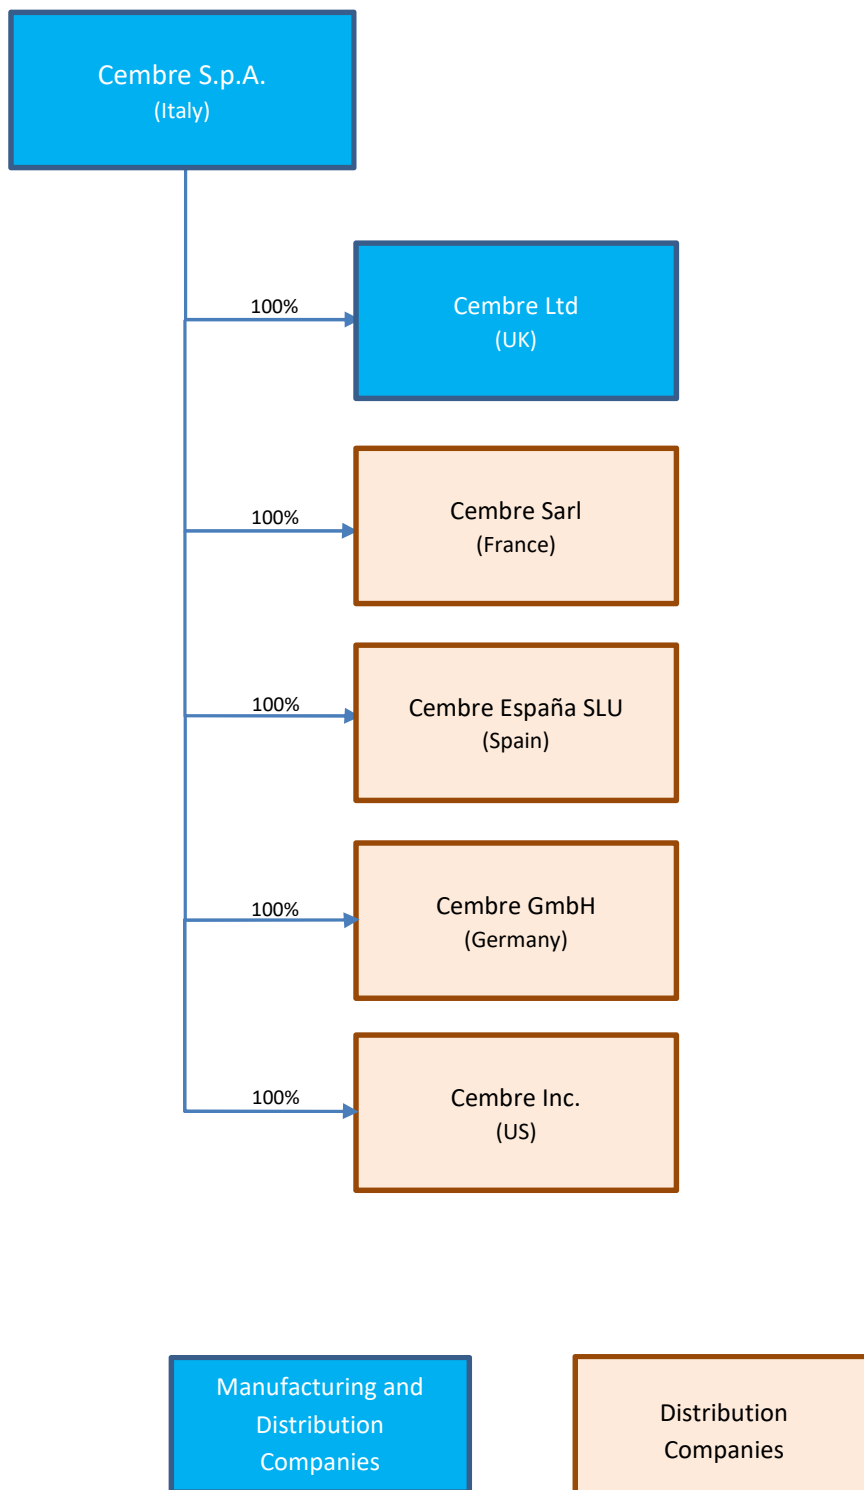 Cembre S.p.A.
(Italy)
100%
Cembre Ltd
(UK)
100%
Cembre Sarl
(France)
100%
Cembre España SLU
(Spain)
100%
Cembre GmbH
(Germany)
100%
Cembre Inc.
(US)
Manufacturing and
Distribution
Companies
Distribution
Companies